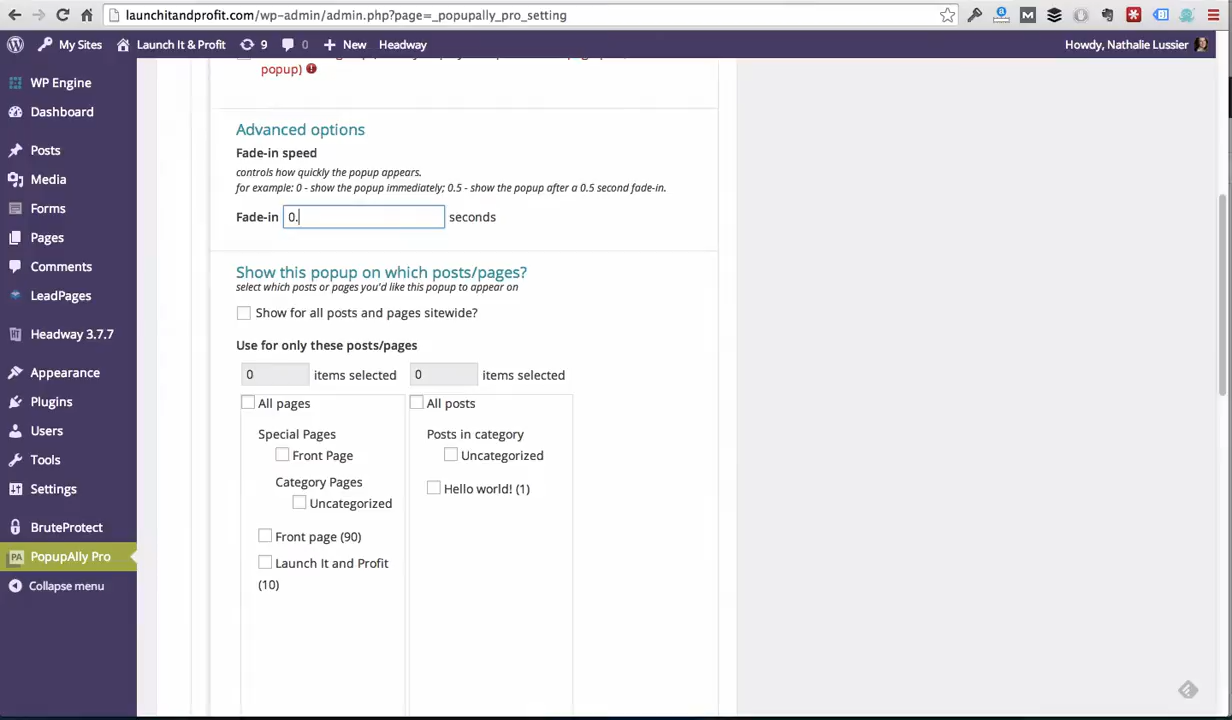 launchitandprofit.com/wp-admin/admin.php?page=_popupally_pro_setting
My Sites Launch It & Profit 9 0 New Headway Howdy, Nathalie Lussier
WP Engine
Dashboard
Posts
Media
Forms
Pages
Comments
LeadPages
Headway 3.7.7
Appearance
Plugins
Users
Tools
Settings
BruteProtect
PA PopupAlly Pro
Collapse menu
popup)
Advanced options
Fade-in speed
controls how quickly the popup appears.
for example: 0 - show the popup immediately; 0.5 - show the popup after a 0.5 second fade-in.
Fade-in 0. seconds
Show this popup on which posts/pages?
select which posts or pages you'd like this popup to appear on
Show for all posts and pages sitewide?
Use for only these posts/pages
0 items selected 0 items selected
All pages All posts
Special Pages Posts in category
Front Page Uncategorized
Category Pages
Uncategorized Hello world! (1)
Front page (90)
Launch It and Profit
(10)